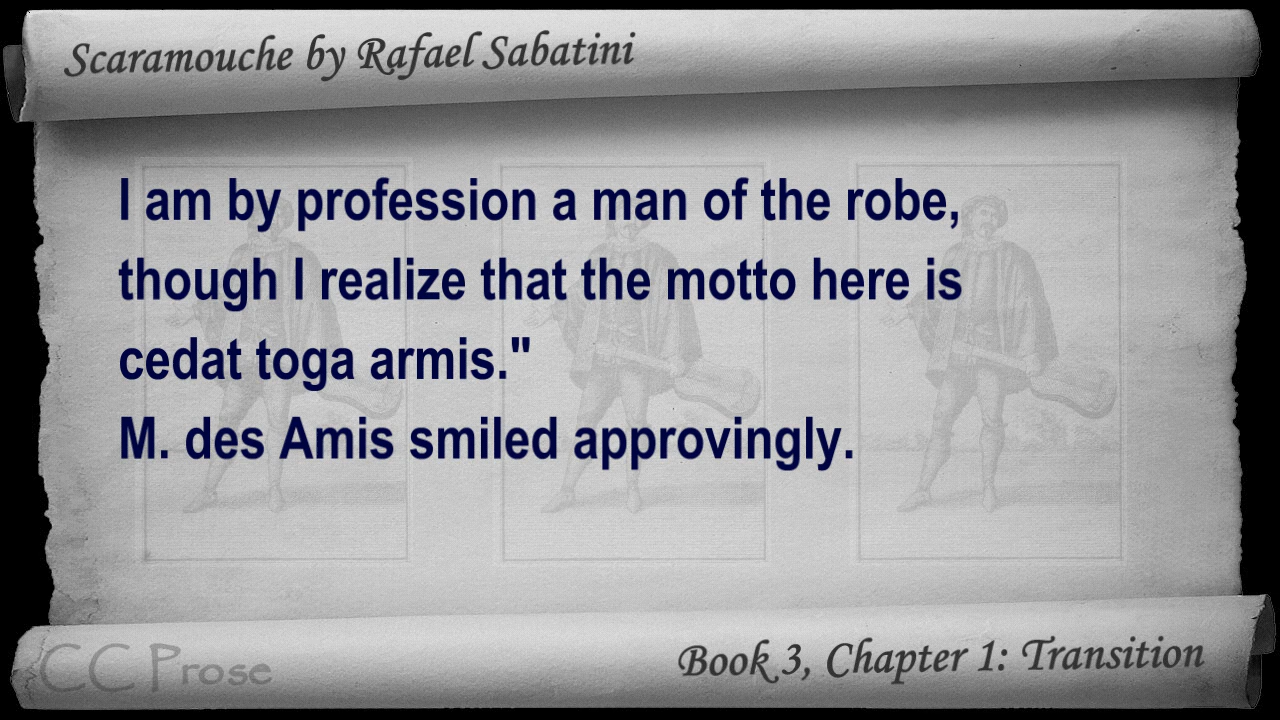 Scaramouche by Rafael Sabatini
I am by profession a man of the robe,
though I realize that the motto here is
cedat toga armis."
M. des Amis smiled approvingly.
CC Prose
Book 3, Chapter 1: Transition